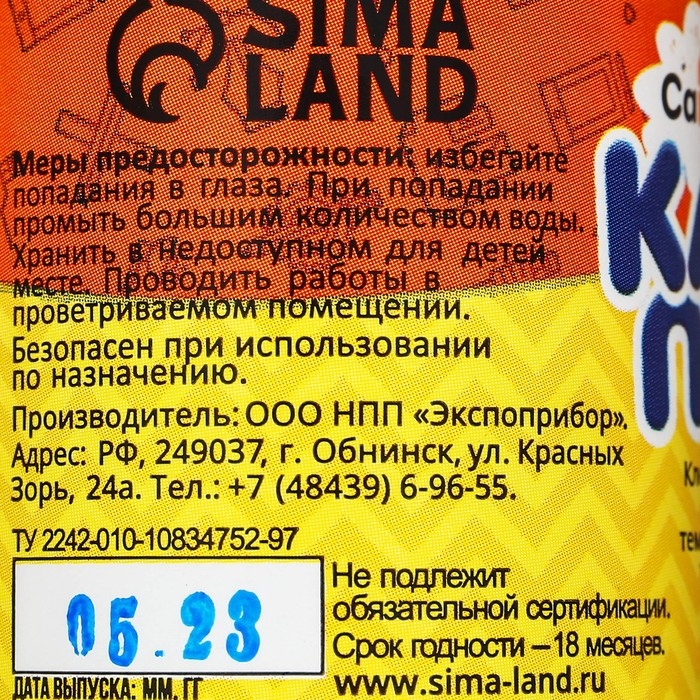 SIMA
LAND
Меры предосторожности: избегайте
попадания в глаза. При попадании
промыть большим количеством воды.
Хранить в недоступном для детей
месте. Проводить работы в
проветриваемом помещении.
Безопасен при использовании
по назначению.
Производитель: ООО НПП «Экспоприбор».
Адрес: РФ, 249037, г. Обнинск, ул. Красных
Зорь, 24а. Тел.: +7 (48439) 6-96-55.
ТУ 2242-010-10834752-97
05.23
ДАТА ВЫПУСКА: ММ. ГГ
Не подлежит
обязательной сертификации.
Срок годности – 18 месяцев.
www.sima-land.ru